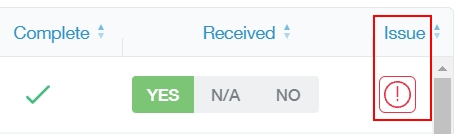 Complete Received Issue
YES N/A NO